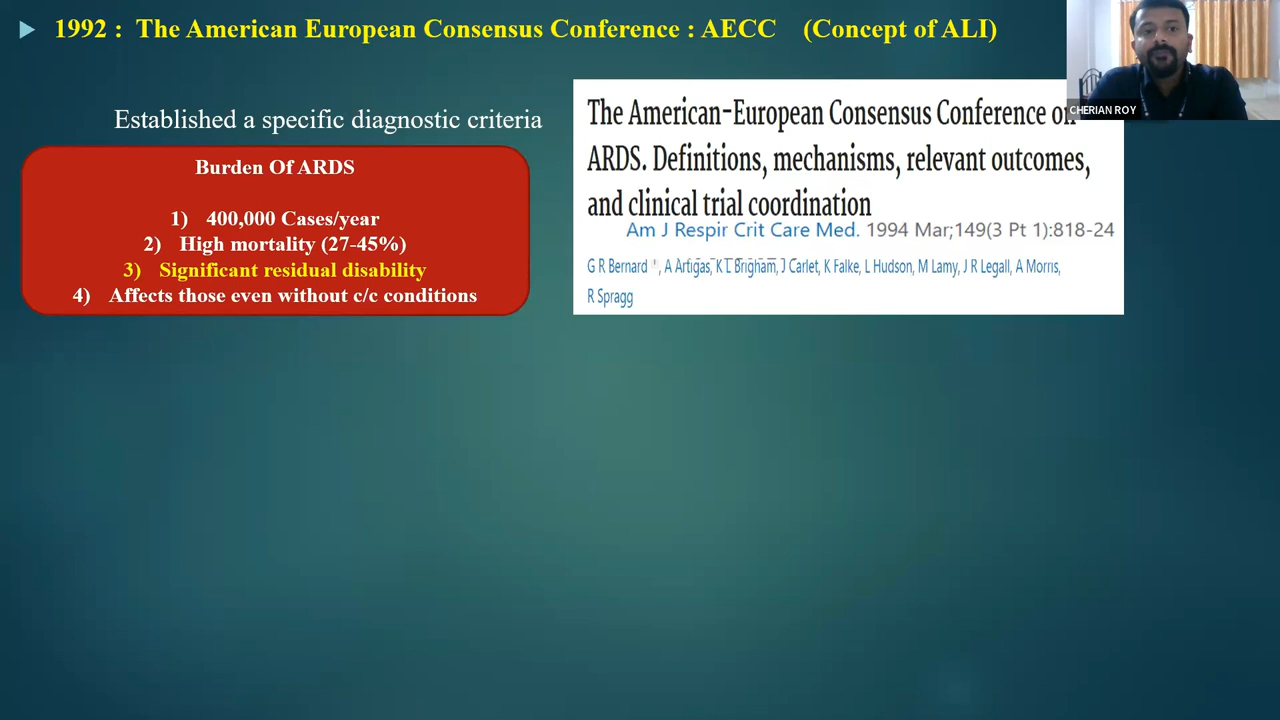 1992 : The American European Consensus Conference : AECC (Concept of ALI)
CHERIAN ROY
Established a specific diagnostic criteria
Burden Of ARDS
1) 400,000 Cases/year
2) High mortality (27-45%)
3) Significant residual disability
4) Affects those even without c/c conditions
The American-European Consensus Conference on
ARDS. Definitions, mechanisms, relevant outcomes,
and clinical trial coordination
Am J Respir Crit Care Med. 1994 Mar;149(3 Pt 1):818-24
G R Bernard, A Artigas, K L Brigham, J Carlet, K Falke, L Hudson, M Lamy, J R Legall, A Morris,
R Spragg